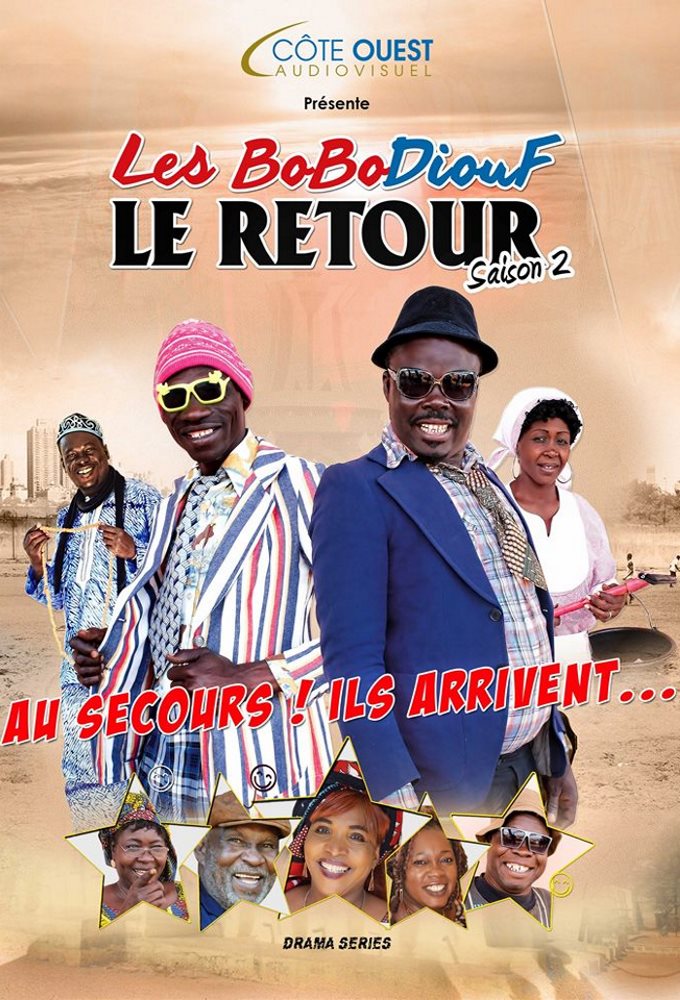 CÔTE OUEST
AUDIOVISUEL
Présente
Les BoBoDiouF
LE RETOUR
Saison 2
AU SECOURS ! ILS ARRIVENT...
DRAMA SERIES